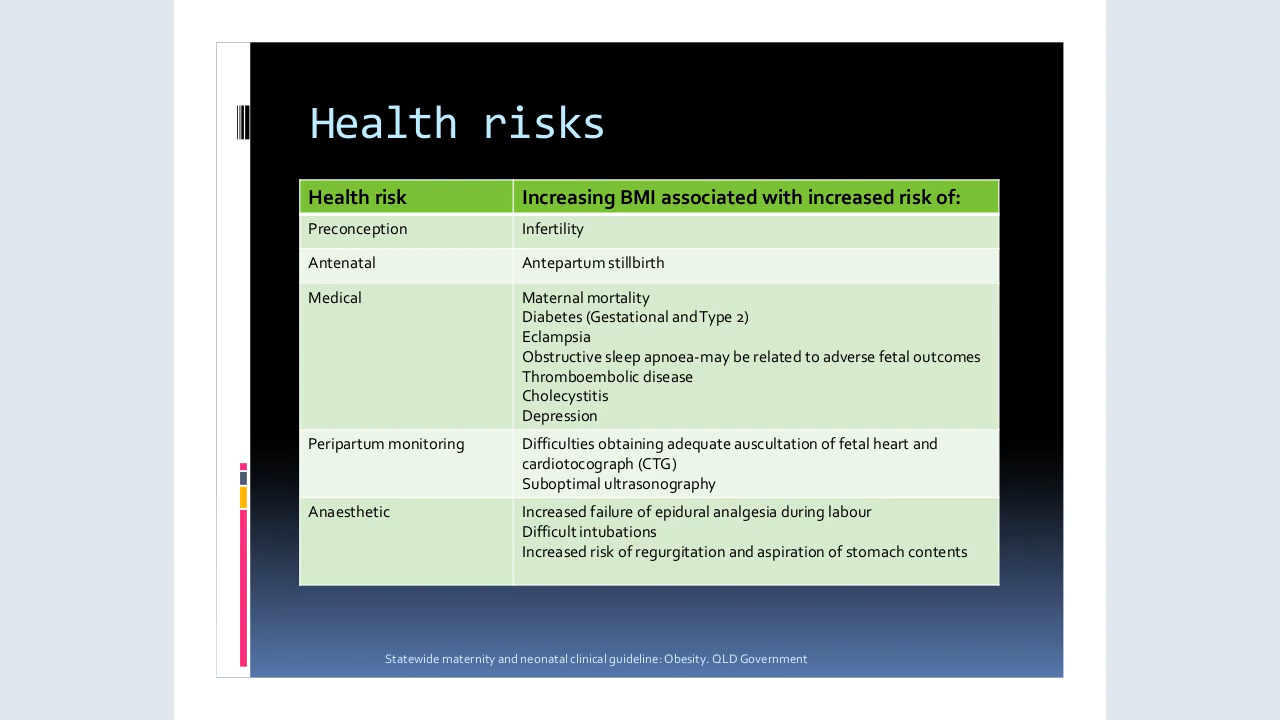 Health risks
Health risk Increasing BMI associated with increased risk of:
Preconception Infertility
Antenatal Antepartum stillbirth
Medical Maternal mortality
Diabetes (Gestational and Type 2)
Eclampsia
Obstructive sleep apnoea-may be related to adverse fetal outcomes
Thromboembolic disease
Cholecystitis
Depression
Peripartum monitoring Difficulties obtaining adequate auscultation of fetal heart and
cardiotocograph (CTG)
Suboptimal ultrasonography
Anaesthetic Increased failure of epidural analgesia during labour
Difficult intubations
Increased risk of regurgitation and aspiration of stomach contents
Statewide maternity and neonatal clinical guideline: Obesity. QLD Government